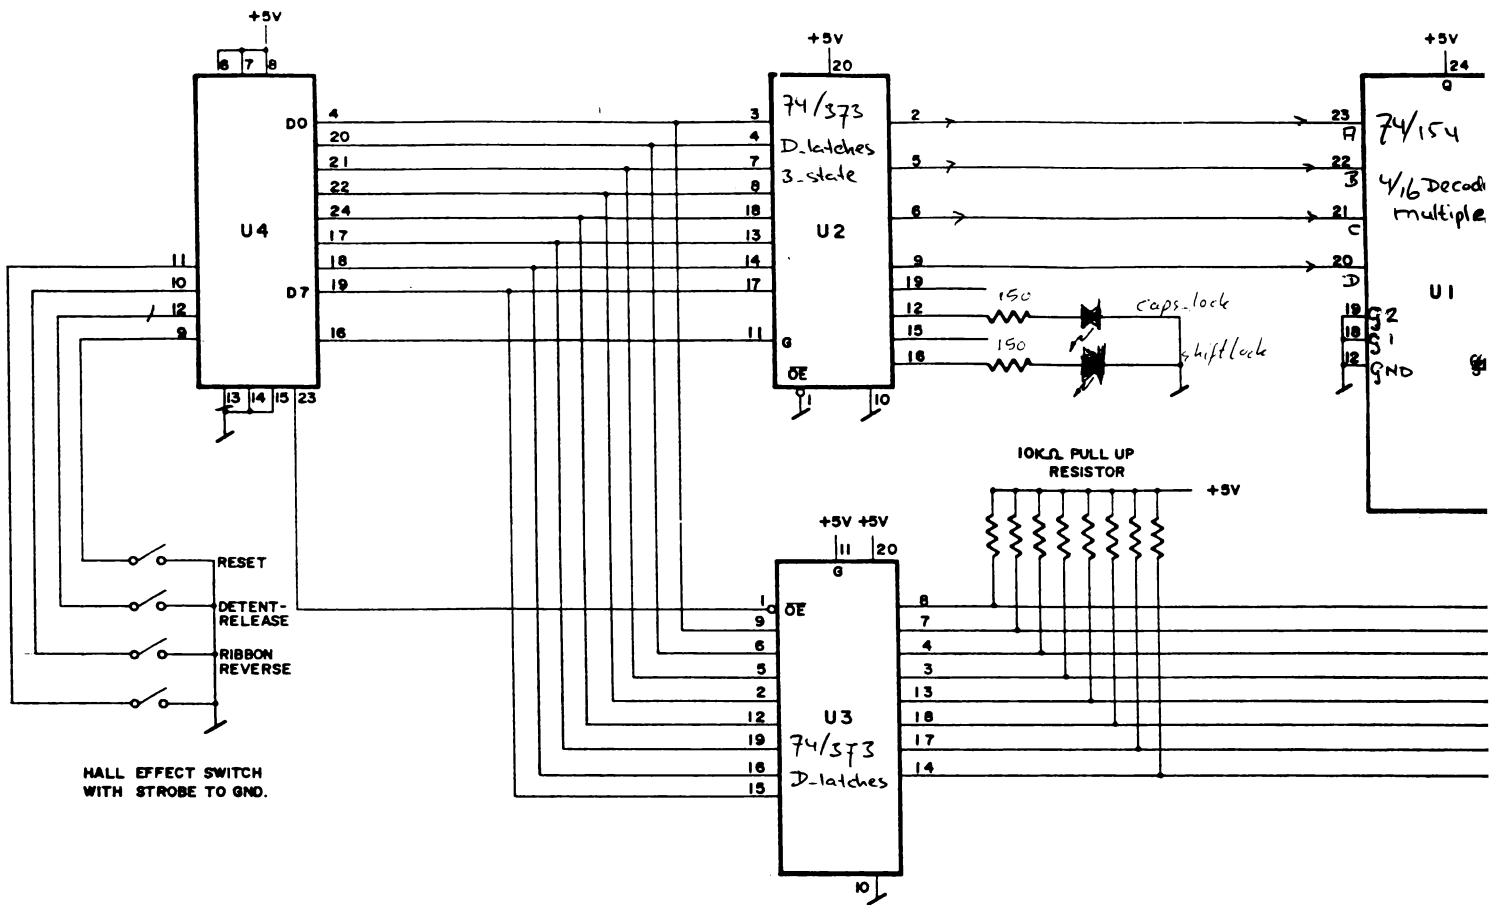 +5V
6 7 8
U4
D0 4
20
21
22
24
17
18
D7 19
16
11
10
12
9
13 14 15 23
+5V
20
74/373
D-latches
3-state
U2
3
4
7
8
18
13
14
17
11 G
OE
1 10
2
5
6
9
19
12
15
16
150
caps-lock
150
shift lock
+5V
24
23 A
22 B
21 C
20 D
74/154
4/16 Decod
multiple
U1
19 G2
18 G1
12 GND
10KΩ PULL UP
RESISTOR
+5V
+5V +5V
11 20
G
1 OE
9
6
5
2
12
19
16
15
U3
74/373
D-latches
8
7
4
3
13
18
17
14
10
RESET
DETENT-
RELEASE
RIBBON
REVERSE
HALL EFFECT SWITCH
WITH STROBE TO GND.